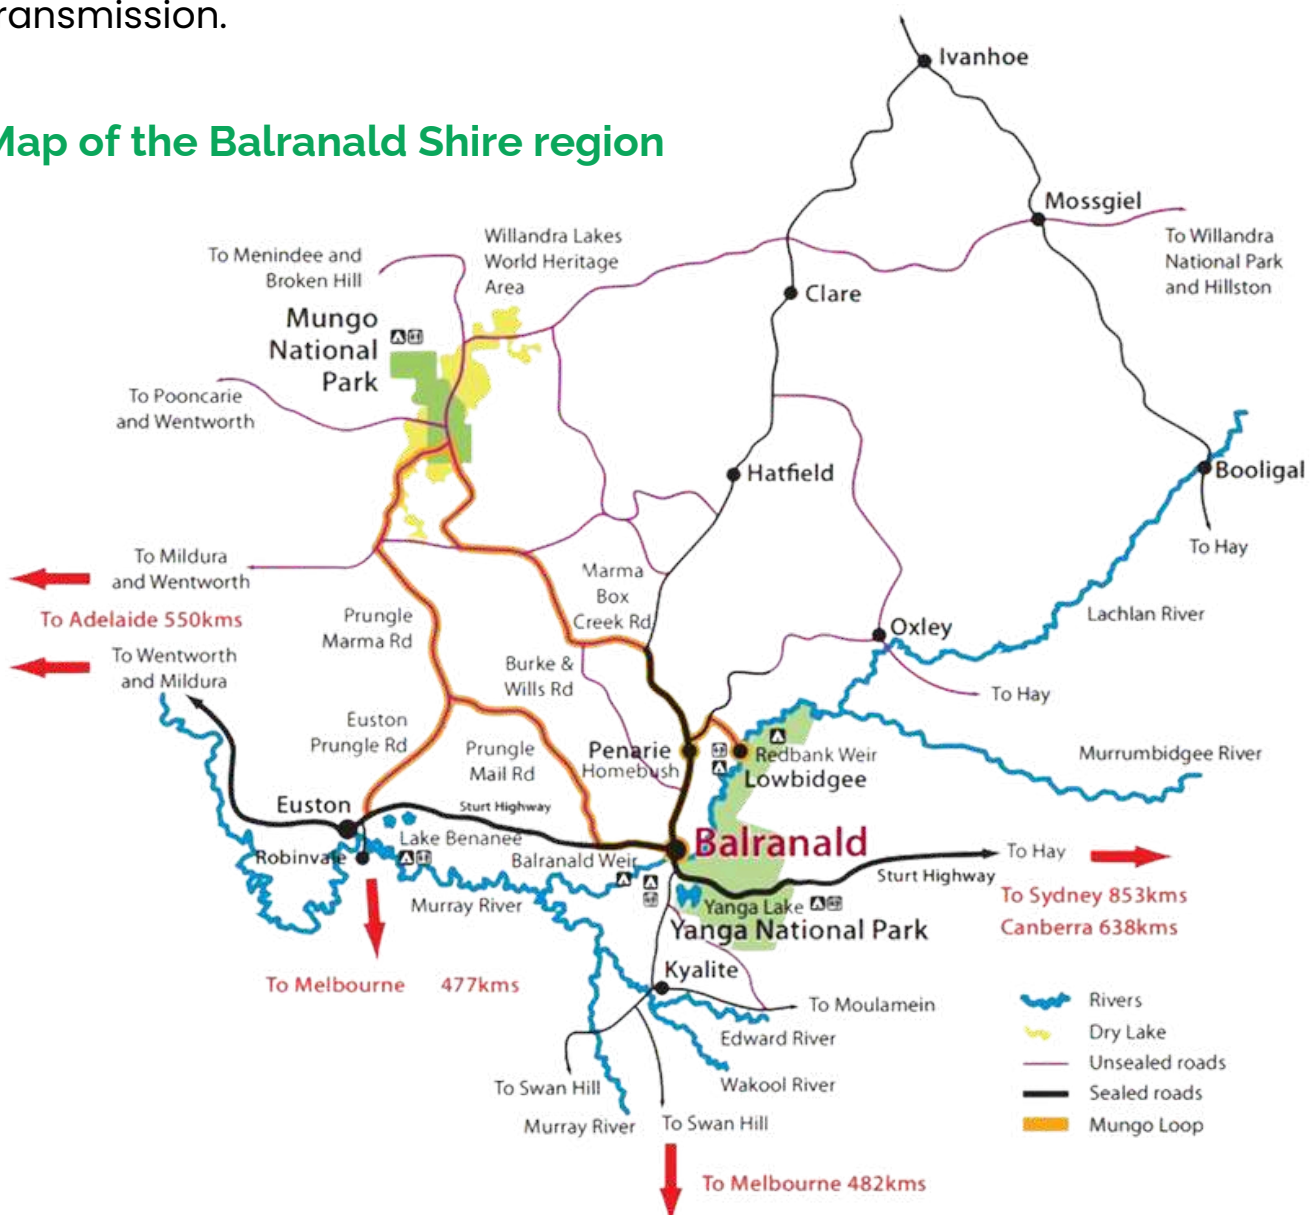 ransmission.
Map of the Balranald Shire region
Ivanhoe
Mossgiel
To Willandra
National Park
and Hillston
To Menindee and
Broken Hill
Willandra Lakes
World Heritage
Area
Clare
Mungo
National
Park
To Pooncarie
and Wentworth
Hatfield
Booligal
To Hay
To Mildura
and Wentworth
To Adelaide 550kms
To Wentworth
and Mildura
Marma
Box
Creek Rd
Prungle
Marma Rd
Lachlan River
Oxley
To Hay
Burke &
Wills Rd
Euston
Prungle Rd
Prungle
Mail Rd
Penarie
Homebush
Redbank Weir
Lowbidgee
Murrumbidgee River
Euston
Sturt Highway
Lake Benanee
Robinvale
Balranald Weir
Balranald
To Hay
Sturt Highway
To Sydney 853kms
Canberra 638kms
Murray River
Yanga Lake
Yanga National Park
To Melbourne 477kms
Kyalite
To Moulamein
Edward River
Wakool River
To Swan Hill
Murray River
To Swan Hill
To Melbourne 482kms
Rivers
Dry Lake
Unsealed roads
Sealed roads
Mungo Loop